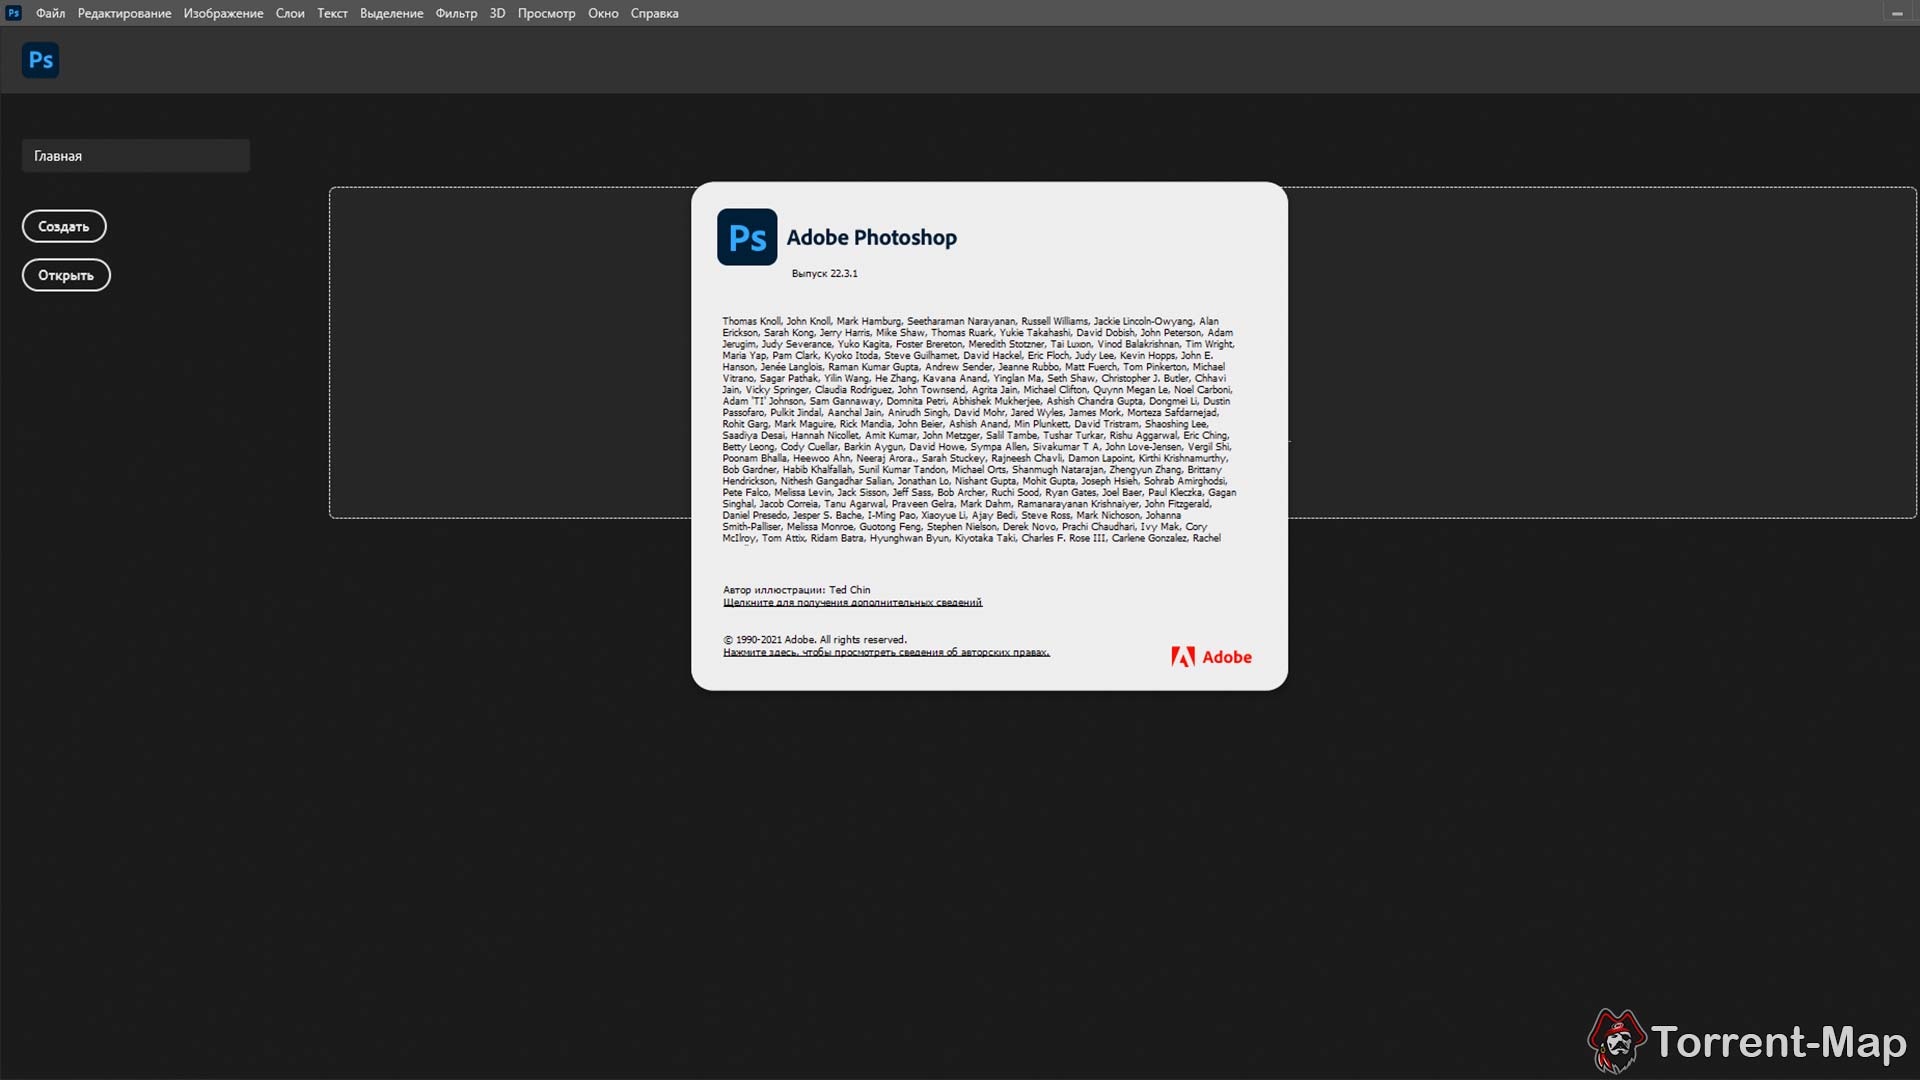 Ps Файл Редактирование Изображение Слои Текст Выделение Фильтр 3D Просмотр Окно Справка
Ps
Главная
Создать
Открыть
Ps Adobe Photoshop
Выпуск 22.3.1
Thomas Knoll, John Knoll, Mark Hamburg, Seetharaman Narayanan, Russell Williams, Jackie Lincoln-Owyang, Alan
Erickson, Sarah Kong, Jerry Harris, Mike Shaw, Thomas Ruark, Yukie Takahashi, David Dobish, John Peterson, Adam
Jerugim, Judy Severance, Yuko Kagita, Foster Brereton, Meredith Stotzner, Tai Luxon, Vinod Balakrishnan, Tim Wright,
Maria Yap, Pam Clark, Kyoko Itoda, Steve Guilhamet, David Hackel, Eric Floch, Judy Lee, Kevin Hopps, John E.
Hanson, Jenée Langlois, Raman Kumar Gupta, Andrew Sender, Jeanne Rubbo, Matt Fuerch, Tom Pinkerton, Michael
Vitrano, Sagar Pathak, Yilin Wang, He Zhang, Kavana Anand, Yinglan Ma, Seth Shaw, Christopher J. Butler, Chhavi
Jain, Vicky Springer, Claudia Rodriguez, John Townsend, Agrita Jain, Michael Clifton, Quynn Megan Le, Noel Carboni,
Adam 'TI' Johnson, Sam Gannaway, Domnita Petri, Abhishek Mukherjee, Ashish Chandra Gupta, Dongmei Li, Dustin
Passofaro, Pulkit Jindal, Aanchal Jain, Anirudh Singh, David Mohr, Jared Wyles, James Mork, Morteza Safdarnejad,
Rohit Garg, Mark Maguire, Rick Mandia, John Beier, Ashish Anand, Min Plunkett, David Tristram, Shaoshing Lee,
Saadiya Desai, Hannah Nicollet, Amit Kumar, John Metzger, Salil Tambe, Tushar Turkar, Rishu Aggarwal, Eric Ching,
Betty Leong, Cody Cuellar, Barkin Aygun, David Howe, Sympa Allen, Sivakumar T A, John Love-Jensen, Vergil Shi,
Poonam Bhalla, Heewoo Ahn, Neeraj Arora., Sarah Stuckey, Rajneesh Chavli, Damon Lapoint, Kirthi Krishnamurthy,
Bob Gardner, Habib Khalfallah, Sunil Kumar Tandon, Michael Orts, Shanmugh Natarajan, Zhengyun Zhang, Brittany
Hendrickson, Nithesh Gangadhar Salian, Jonathan Lo, Nishant Gupta, Mohit Gupta, Joseph Hsieh, Sohrab Amirghodsi,
Pete Falco, Melissa Levin, Jack Sisson, Jeff Sass, Bob Archer, Ruchi Sood, Ryan Gates, Joel Baer, Paul Kleczka, Gagan
Singhal, Jacob Correia, Tanu Agarwal, Praveen Gelra, Mark Dahm, Ramanarayanan Krishnaiyer, John Fitzgerald,
Daniel Presedo, Jesper S. Bache, I-Ming Pao, Xiaoyue Li, Ajay Bedi, Steve Ross, Mark Nichoson, Johanna
Smith-Palliser, Melissa Monroe, Guotong Feng, Stephen Nielson, Derek Novo, Prachi Chaudhari, Ivy Mak, Cory
McIlroy, Tom Attix, Ridam Batra, Hyunghwan Byun, Kiyotaka Taki, Charles F. Rose III, Carlene Gonzalez, Rachel
Автор иллюстрации: Ted Chin
Щелкните для получения дополнительных сведений
© 1990-2021 Adobe. All rights reserved.
Нажмите здесь, чтобы просмотреть сведения об авторских правах.
Adobe
Torrent-Map